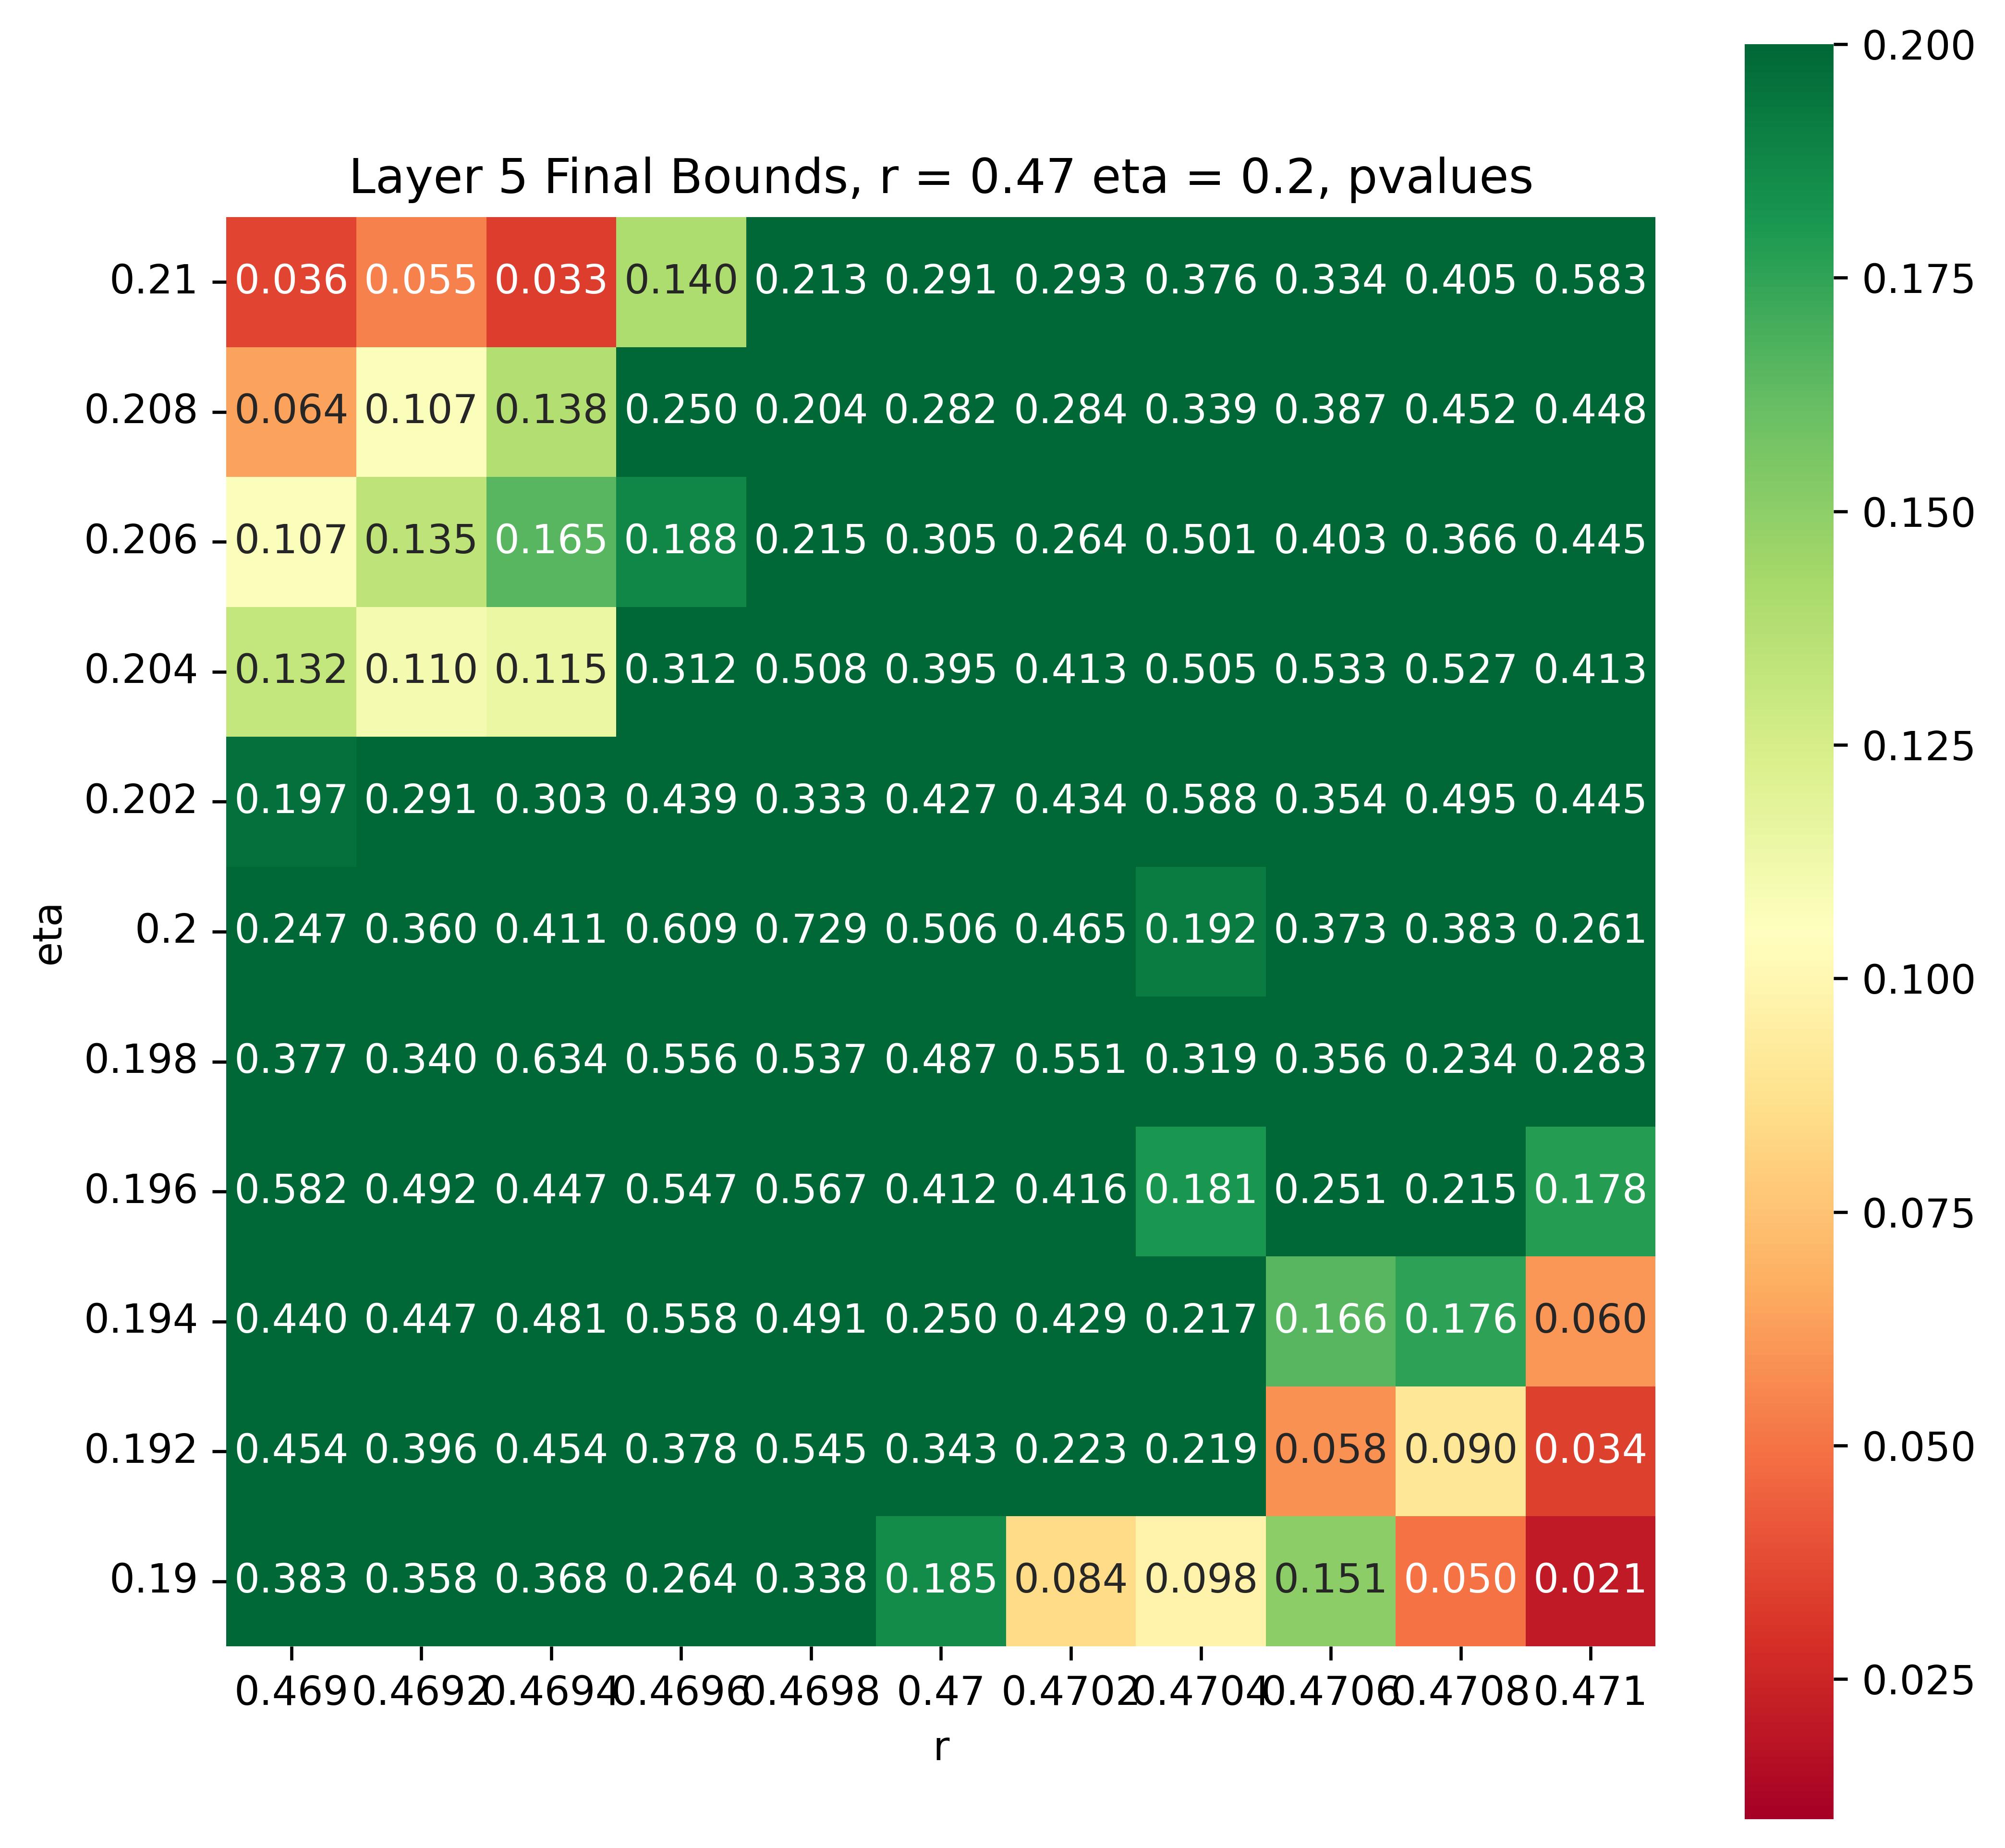 Layer 5 Final Bounds, r = 0.47 eta = 0.2, pvalues
0.21 0.036 0.055 0.033 0.140 0.213 0.291 0.293 0.376 0.334 0.405 0.583
0.208 0.064 0.107 0.138 0.250 0.204 0.282 0.284 0.339 0.387 0.452 0.448
0.206 0.107 0.135 0.165 0.188 0.215 0.305 0.264 0.501 0.403 0.366 0.445
0.204 0.132 0.110 0.115 0.312 0.508 0.395 0.413 0.505 0.533 0.527 0.413
0.202 0.197 0.291 0.303 0.439 0.333 0.427 0.434 0.588 0.354 0.495 0.445
0.2 0.247 0.360 0.411 0.609 0.729 0.506 0.465 0.192 0.373 0.383 0.261
0.198 0.377 0.340 0.634 0.556 0.537 0.487 0.551 0.319 0.356 0.234 0.283
0.196 0.582 0.492 0.447 0.547 0.567 0.412 0.416 0.181 0.251 0.215 0.178
0.194 0.440 0.447 0.481 0.558 0.491 0.250 0.429 0.217 0.166 0.176 0.060
0.192 0.454 0.396 0.454 0.378 0.545 0.343 0.223 0.219 0.058 0.090 0.034
0.19 0.383 0.358 0.368 0.264 0.338 0.185 0.084 0.098 0.151 0.050 0.021
0.469 0.4692 0.4694 0.4696 0.4698 0.47 0.4702 0.4704 0.4706 0.4708 0.471
r
eta
0.200
0.175
0.150
0.125
0.100
0.075
0.050
0.025